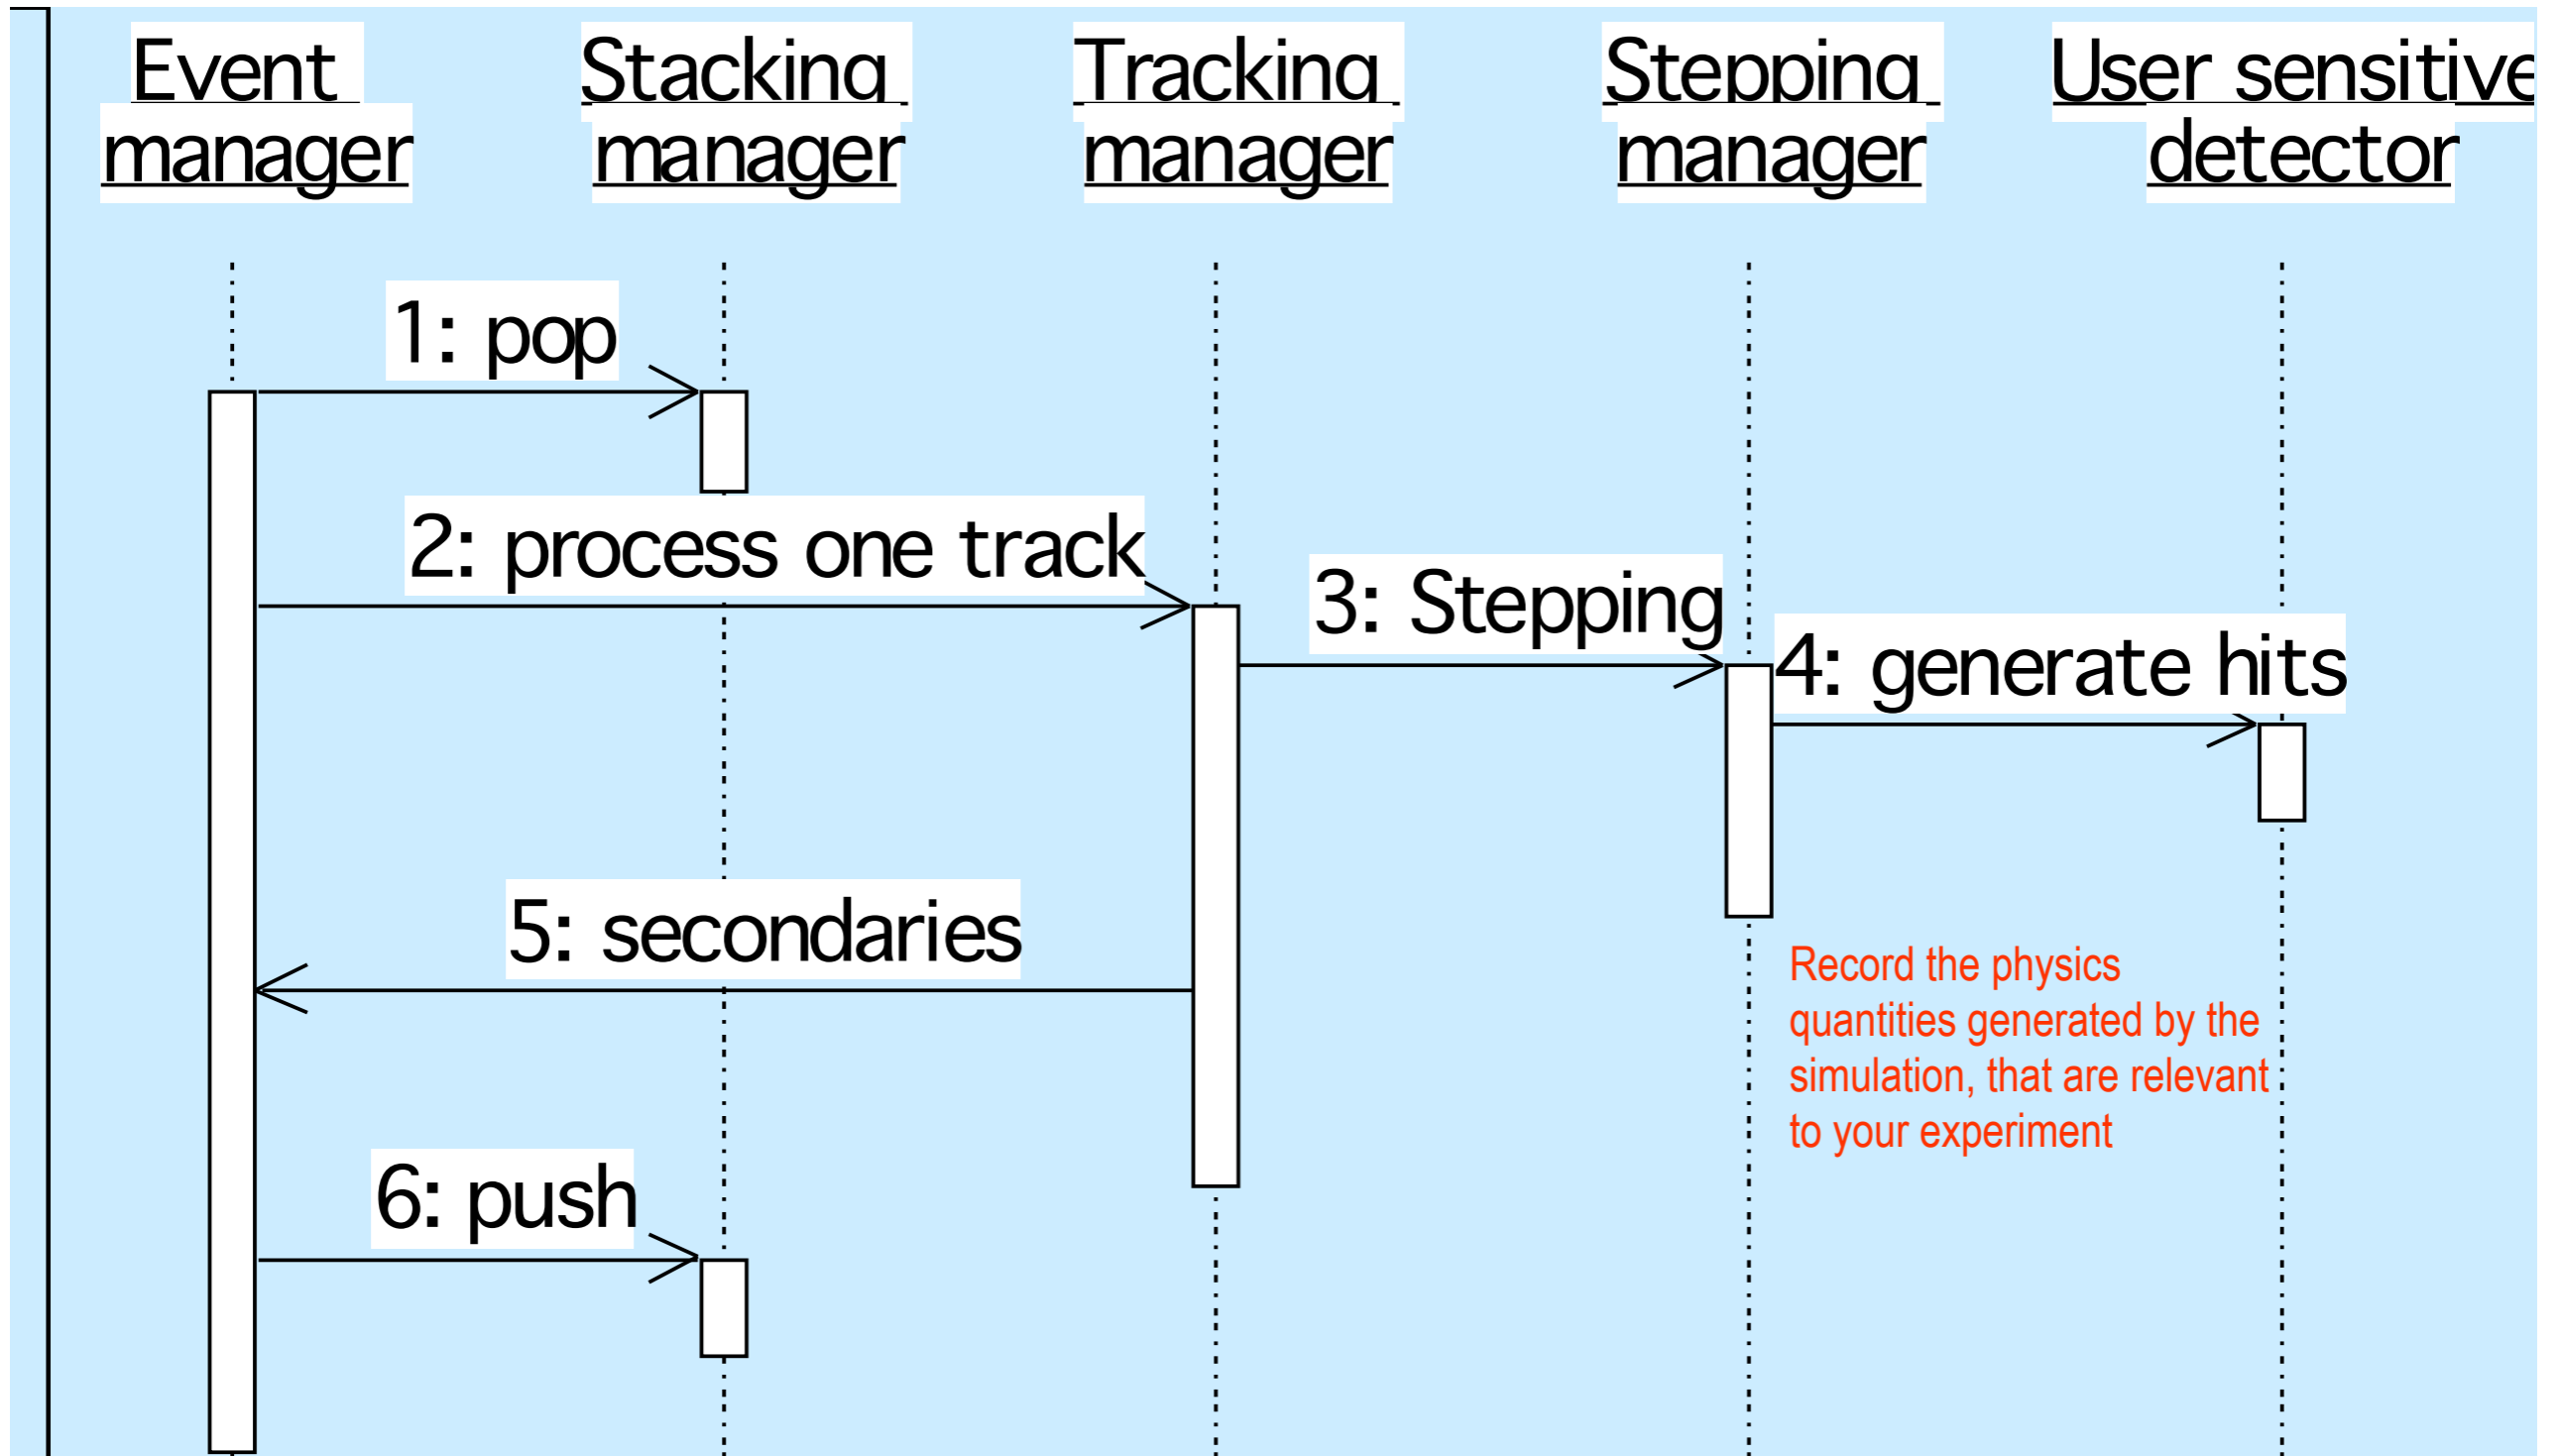 Event
manager
Stacking
manager
Tracking
manager
Stepping
manager
User sensitive
detector
1: pop
2: process one track
3: Stepping
4: generate hits
5: secondaries
Record the physics
quantities generated by the
simulation, that are relevant
to your experiment
6: push